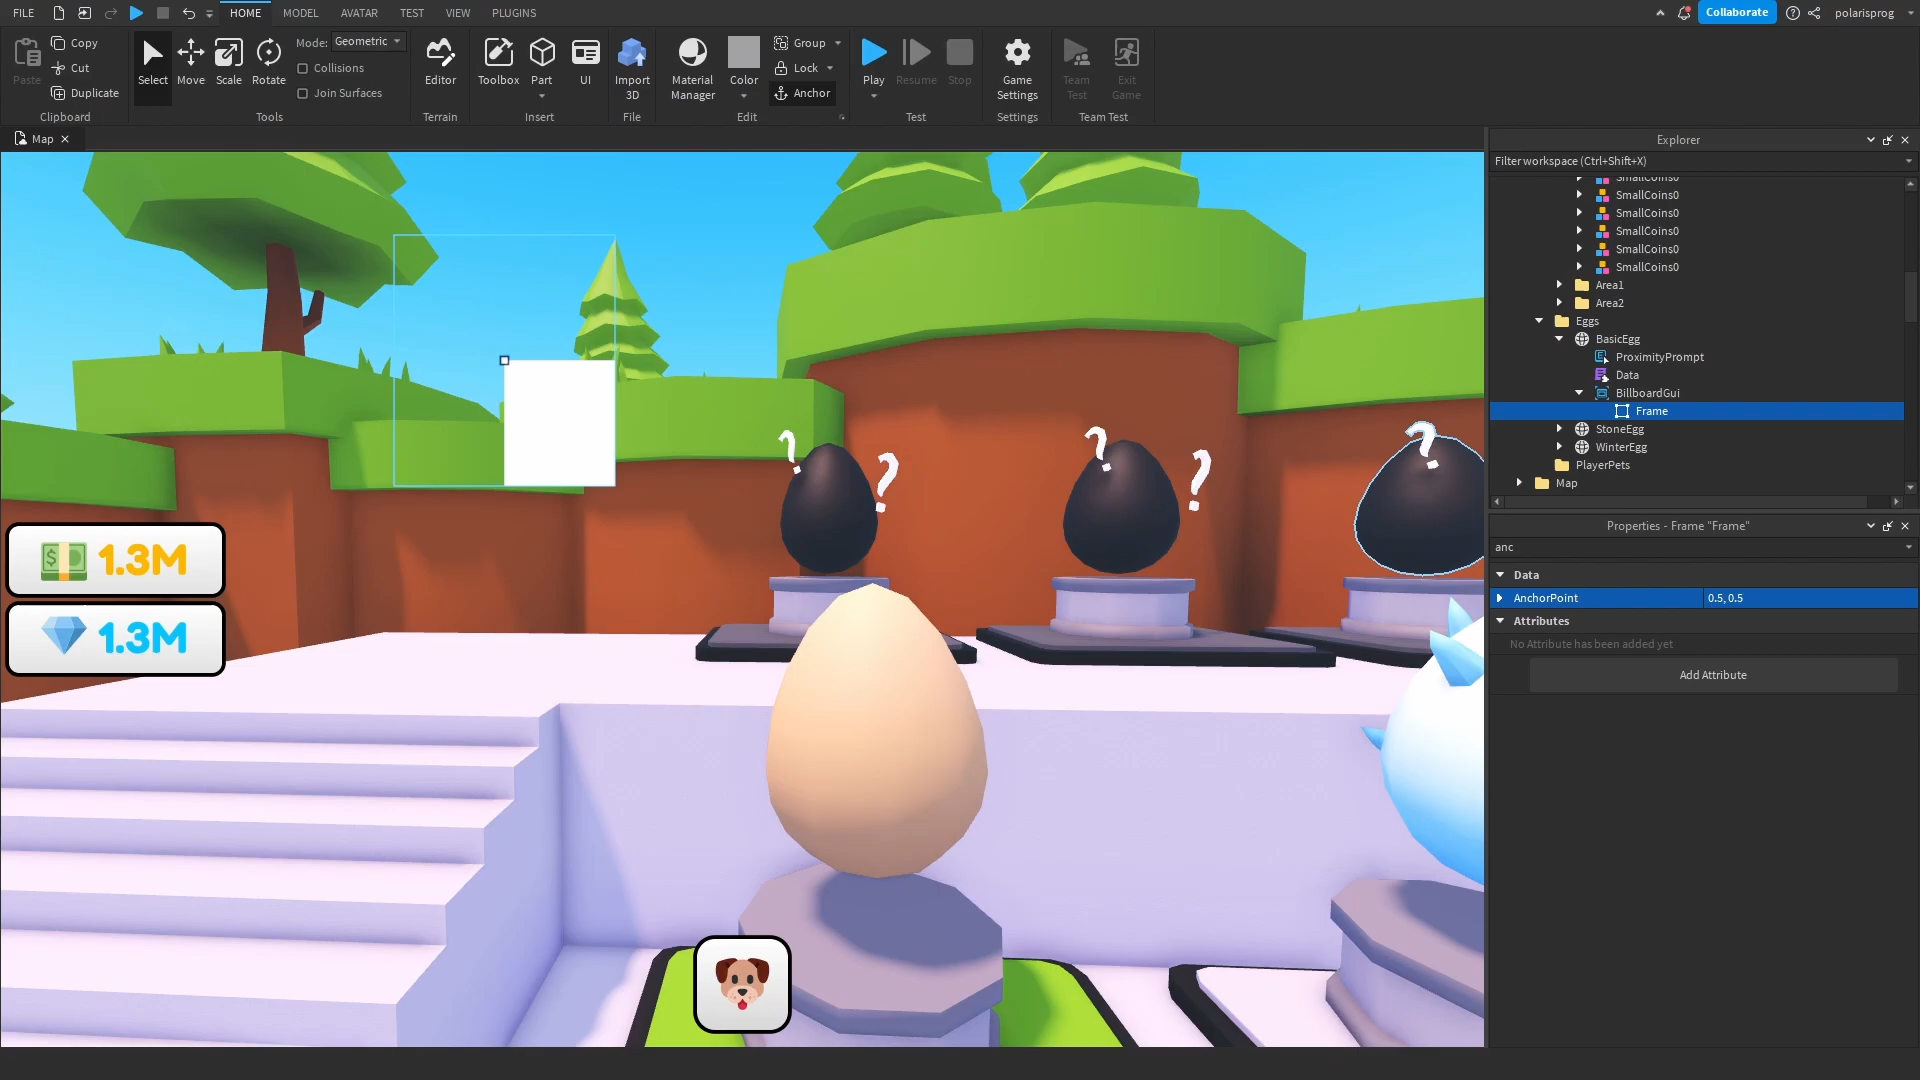 FILE
HOME
MODEL
AVATAR
TEST
VIEW
PLUGINS
Collaborate
polarisprog
Paste
Copy
Cut
Duplicate
Clipboard
Select
Move
Scale
Rotate
Mode: Geometric
Collisions
Join Surfaces
Tools
Editor
Terrain
Toolbox
Part
UI
Insert
Import
3D
File
Material
Manager
Color
Group
Lock
Anchor
Edit
Play
Resume
Stop
Test
Game
Settings
Settings
Team
Test
Exit
Game
Team Test
Map
Explorer
Filter workspace (Ctrl+Shift+X)
SmallCoins0
SmallCoins0
SmallCoins0
SmallCoins0
SmallCoins0
SmallCoins0
Area1
Area2
Eggs
BasicEgg
ProximityPrompt
Data
BillboardGui
Frame
StoneEgg
WinterEgg
PlayerPets
Map
Properties - Frame "Frame"
anc
Data
AnchorPoint 0.5, 0.5
Attributes
No Attribute has been added yet
Add Attribute
? ?
? ?
?
$ 1.3M
1.3M